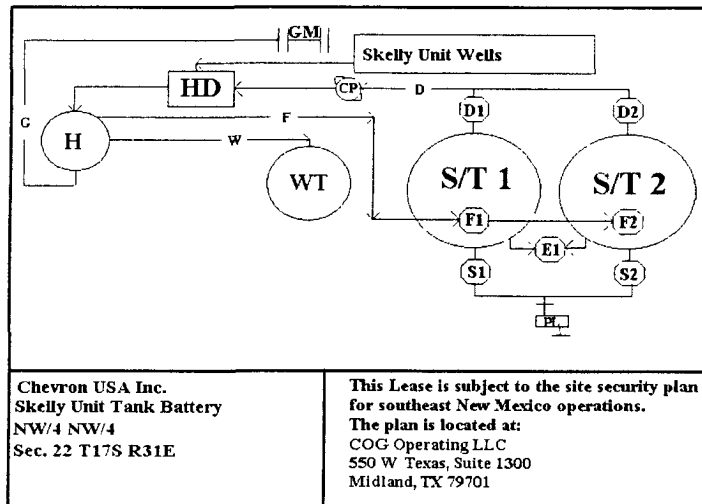 GM
Skelly Unit Wells
HD
CP
D
G
F
D1
D2
H
W
WT
S/T 1
S/T 2
F1
F2
E1
S1
S2
PL
Chevron USA Inc.
Skelly Unit Tank Battery
NW/4 NW/4
Sec. 22 T17S R31E
This Lease is subject to the site security plan
for southeast New Mexico operations.
The plan is located at:
COG Operating LLC
550 W Texas, Suite 1300
Midland, TX 79701